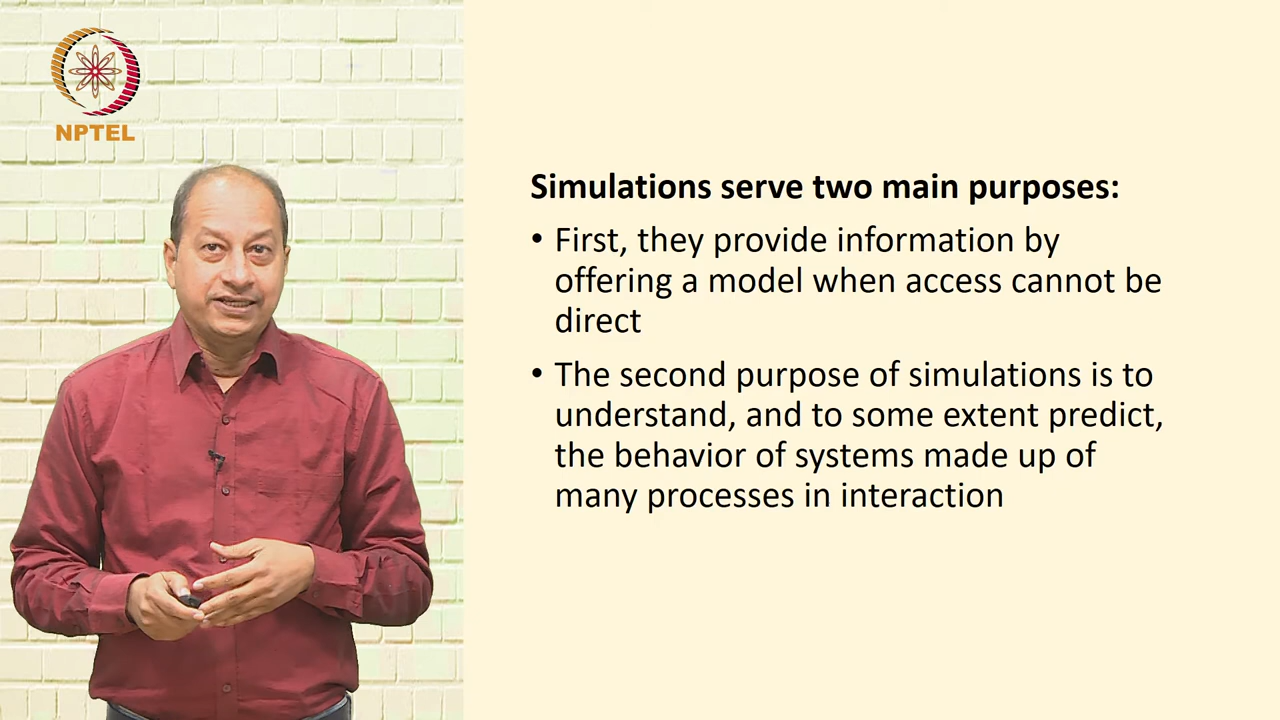 NPTEL
Simulations serve two main purposes:
• First, they provide information by
offering a model when access cannot be
direct
• The second purpose of simulations is to
understand, and to some extent predict,
the behavior of systems made up of
many processes in interaction